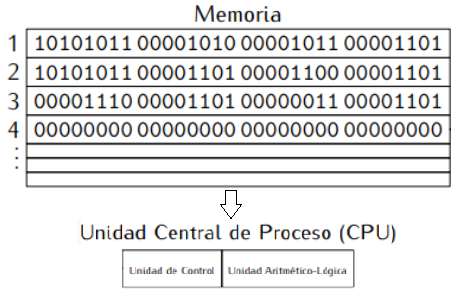 Memoria
1 10101011 00001010 00001011 00001101
2 10101011 00001101 00001100 00001101
3 00001110 00001101 00000011 00001101
4 00000000 00000000 00000000 00000000
⋮
Unidad Central de Proceso (CPU)
Unidad de Control Unidad Aritmético-Lógica